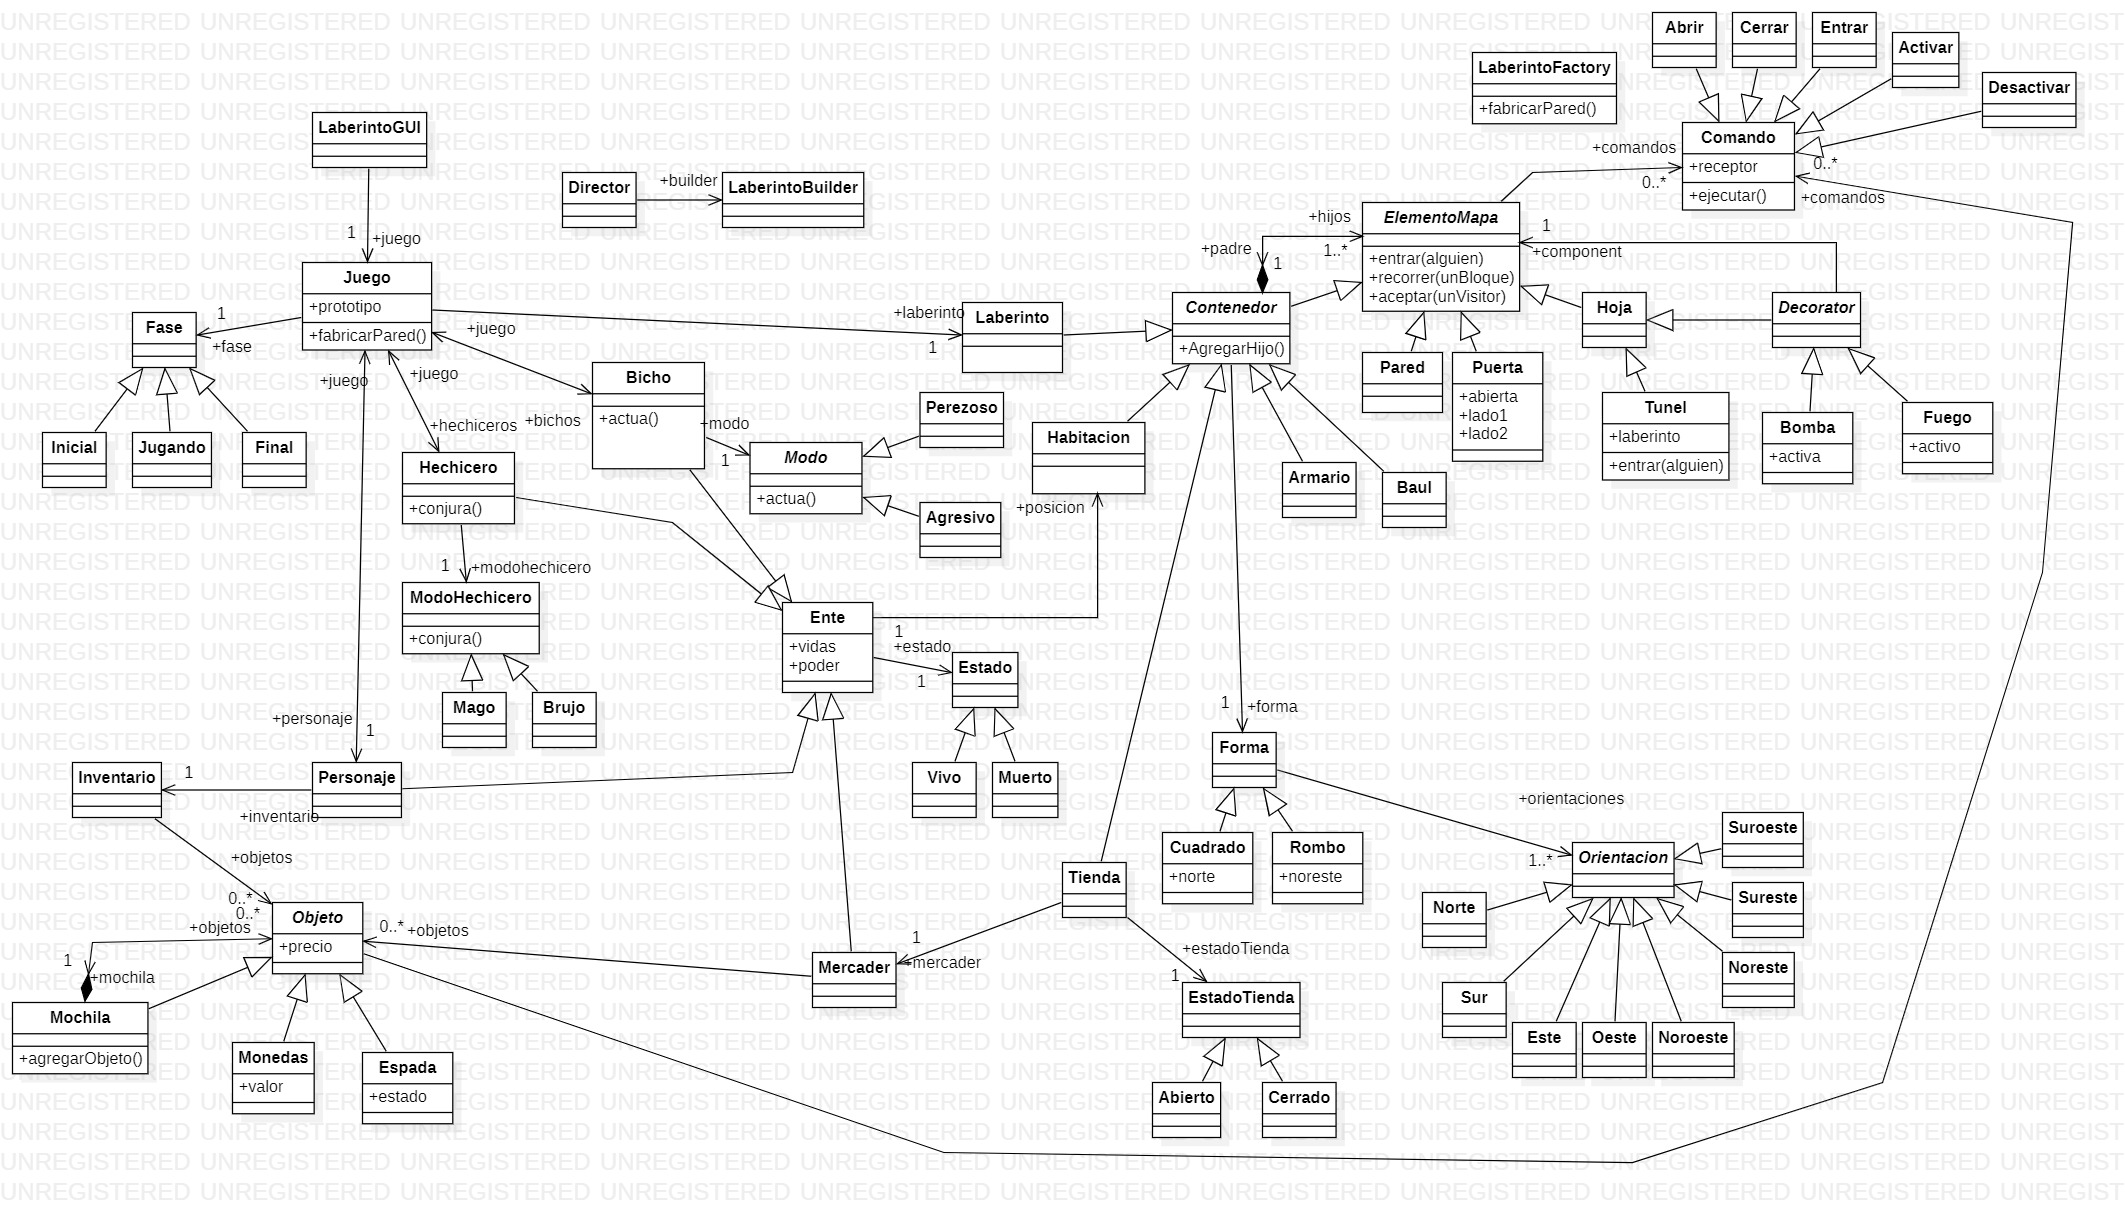 UNREGISTERED
Abrir
Cerrar
Entrar
Activar
Desactivar
LaberintoFactory
+fabricarPared()
Comando
+receptor
+ejecutar()
+comandos
0..*
0..*
+comandos
LaberintoGUI
1
+juego
Director
+builder
LaberintoBuilder
Juego
+prototipo
+fabricarPared()
1
+fase
Fase
Inicial
Jugando
Final
+juego
+juego
+juego
+laberinto
1
Laberinto
+padre
1
+hijos
1..*
Contenedor
+AgregarHijo()
ElementoMapa
+entrar(alguien)
+recorrer(unBloque)
+aceptar(unVisitor)
1
+component
Hoja
Decorator
Pared
Puerta
+abierta
+lado1
+lado2
Tunel
+laberinto
+entrar(alguien)
Bomba
+activa
Fuego
+activo
Bicho
+actua()
+bichos
+hechiceros
+modo
1
Modo
+actua()
Perezoso
Agresivo
Habitacion
+posicion
Armario
Baul
Hechicero
+conjura()
1
+modohechicero
ModoHechicero
+conjura()
Mago
Brujo
Ente
+vidas
+poder
1
+estado
1
Estado
Vivo
Muerto
+personaje
1
Personaje
Inventario
1
+inventario
1
+forma
Forma
Cuadrado
+norte
Rombo
+noreste
+orientaciones
1..*
Orientacion
Suroeste
Sureste
Noreste
Norte
Sur
Este
Oeste
Noroeste
+objetos
0..*
0..*
+objetos
1
+mochila
Objeto
+precio
0..*
+objetos
Mochila
+agregarObjeto()
Monedas
+valor
Espada
+estado
Mercader
1
+mercader
Tienda
+estadoTienda
1
EstadoTienda
Abierto
Cerrado